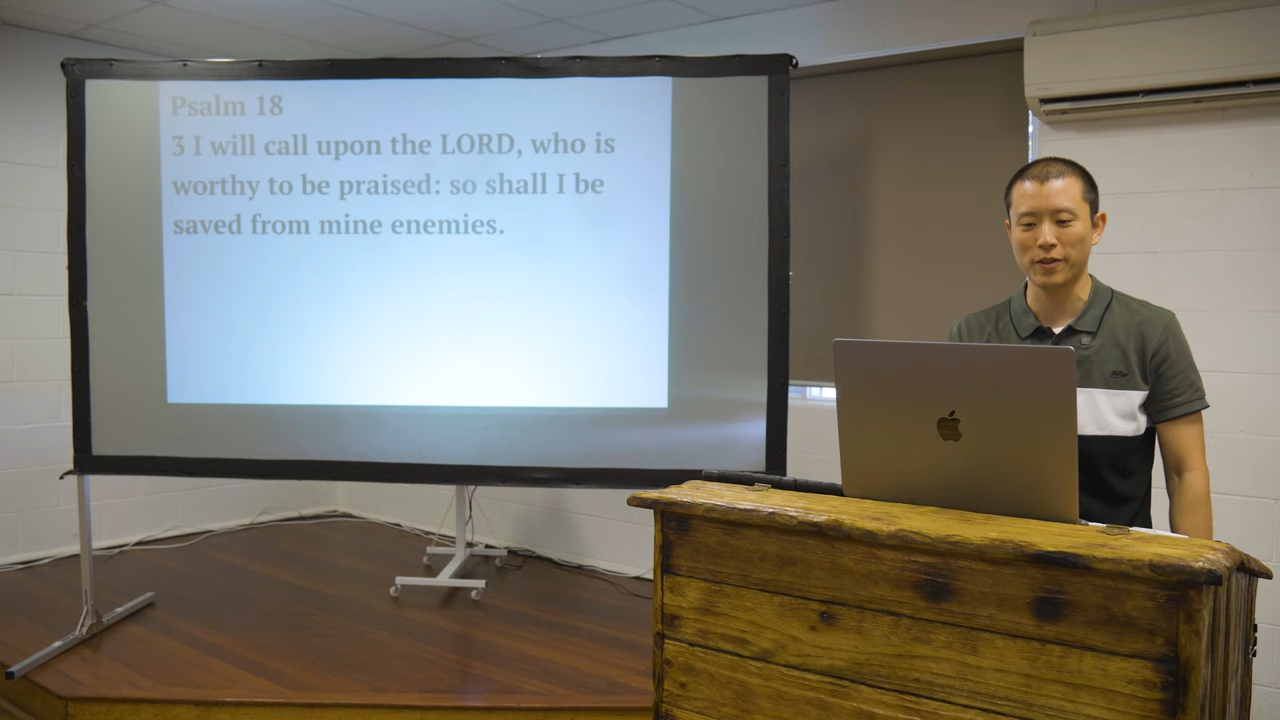 Psalm 18
3 I will call upon the LORD, who is
worthy to be praised: so shall I be
saved from mine enemies.